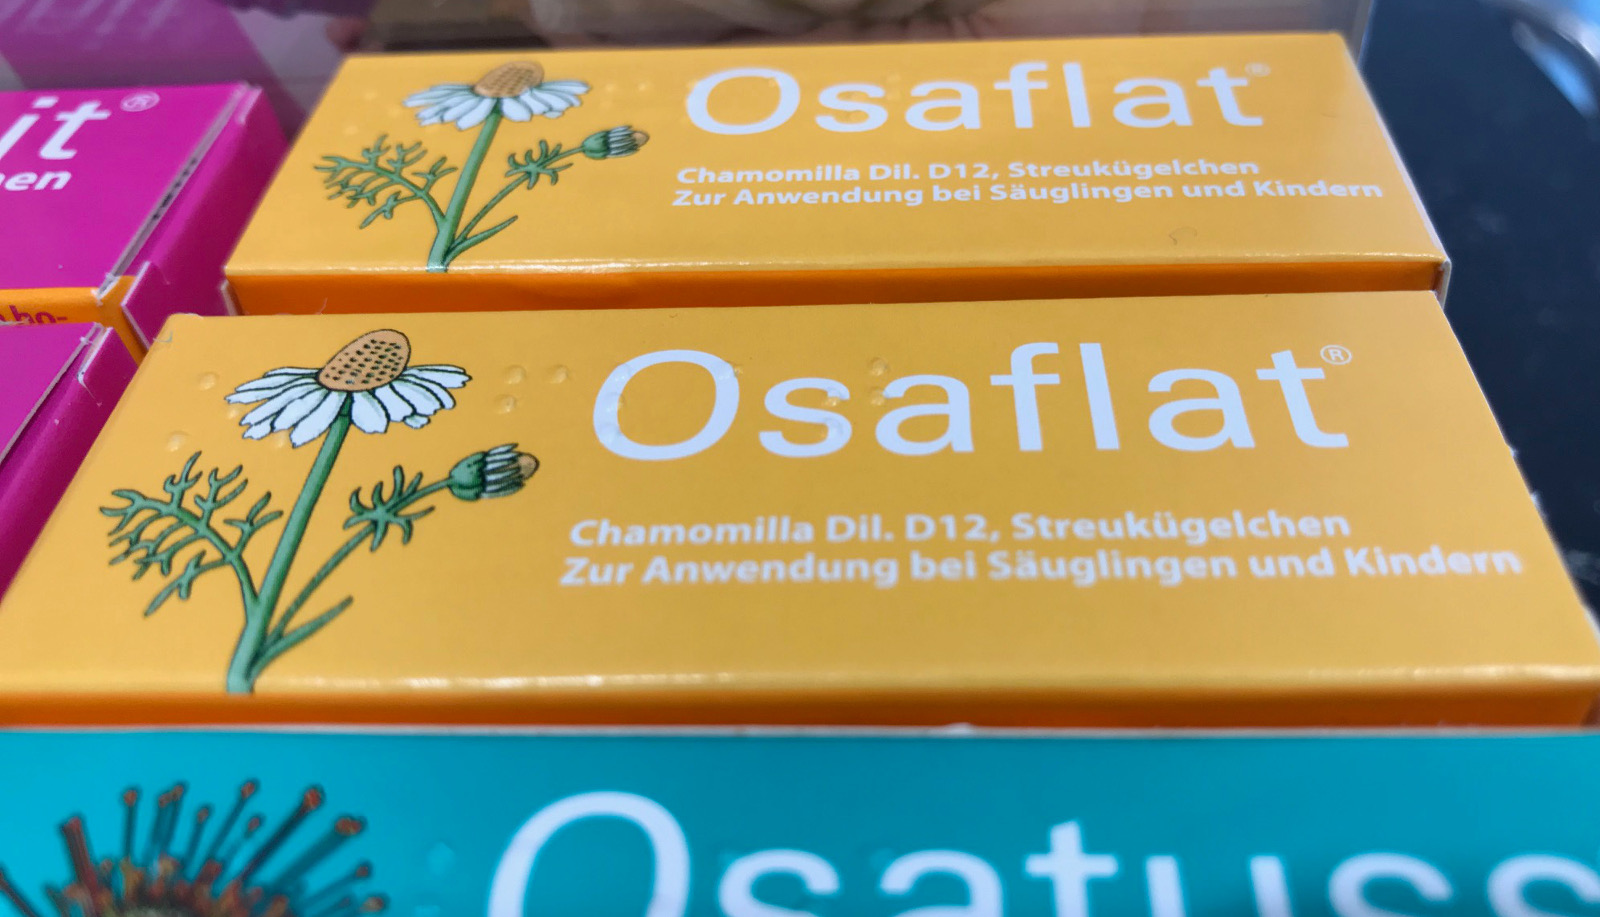 it®
Osaflat®
Chamomilla Dil. D12, Streukügelchen
Zur Anwendung bei Säuglingen und Kindern
Osaflat®
Chamomilla Dil. D12, Streukügelchen
Zur Anwendung bei Säuglingen und Kindern
Osatuss